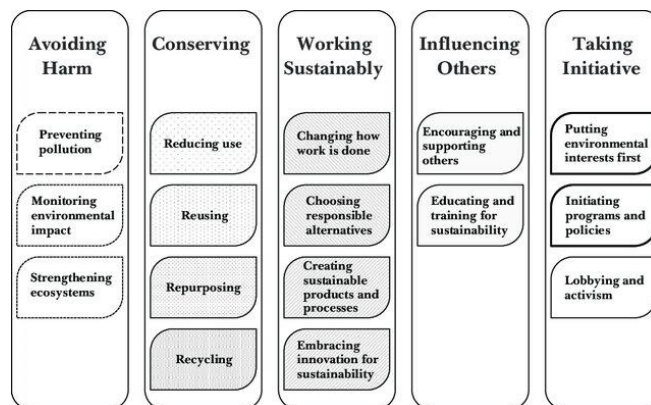 Avoiding
Harm
Preventing
pollution
Monitoring
environmental
impact
Strengthening
ecosystems
Conserving
Reducing use
Reusing
Repurposing
Recycling
Working
Sustainably
Changing how
work is done
Choosing
responsible
alternatives
Creating
sustainable
products and
processes
Embracing
innovation for
sustainability
Influencing
Others
Encouraging and
supporting
others
Educating and
training for
sustainability
Taking
Initiative
Putting
environmental
interests first
Initiating
programs and
policies
Lobbying and
activism